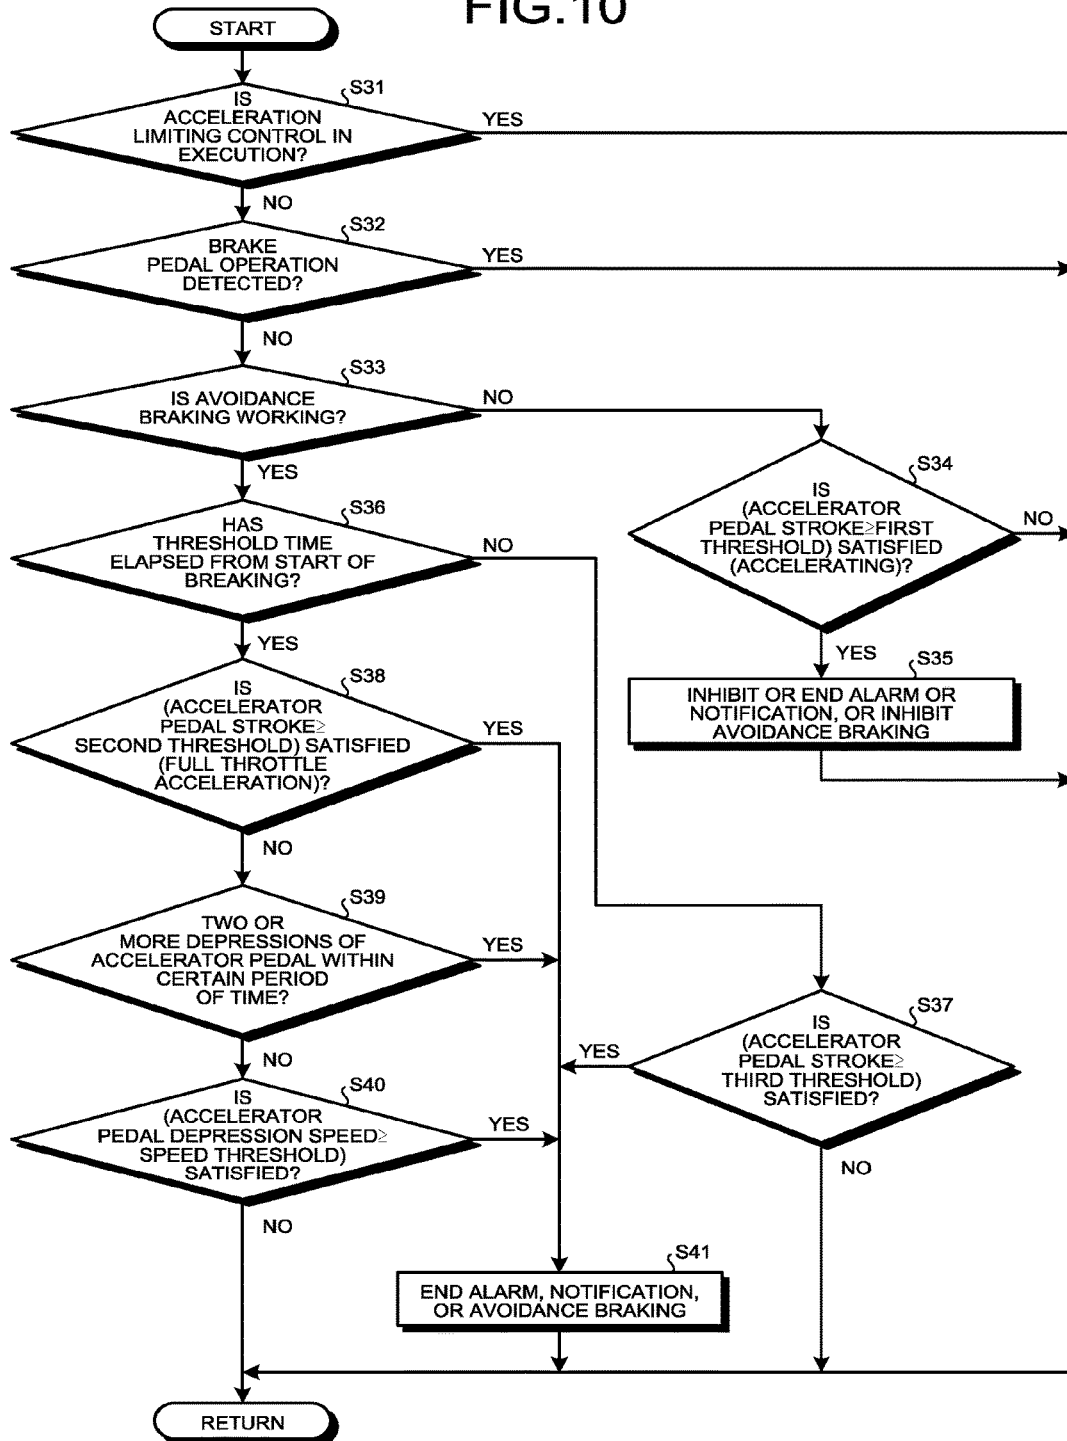 FIG.10
START
S31
IS
ACCELERATION
LIMITING CONTROL IN
EXECUTION?
YES
NO
S32
BRAKE
PEDAL OPERATION
DETECTED?
YES
NO
S33
IS AVOIDANCE
BRAKING WORKING?
NO
YES
S34
IS
(ACCELERATOR
PEDAL STROKE≥FIRST
THRESHOLD) SATISFIED
(ACCELERATING)?
NO
YES
S35
INHIBIT OR END ALARM OR
NOTIFICATION, OR INHIBIT
AVOIDANCE BRAKING
S36
HAS
THRESHOLD TIME
ELAPSED FROM START OF
BREAKING?
NO
YES
S38
IS
(ACCELERATOR
PEDAL STROKE≥
SECOND THRESHOLD) SATISFIED
(FULL THROTTLE
ACCELERATION)?
YES
NO
S39
TWO OR
MORE DEPRESSIONS OF
ACCELERATOR PEDAL WITHIN
CERTAIN PERIOD
OF TIME?
YES
NO
S37
IS
(ACCELERATOR
PEDAL STROKE≥
THIRD THRESHOLD)
SATISFIED?
YES
NO
S40
IS
(ACCELERATOR
PEDAL DEPRESSION SPEED≥
SPEED THRESHOLD)
SATISFIED?
YES
NO
S41
END ALARM, NOTIFICATION,
OR AVOIDANCE BRAKING
RETURN